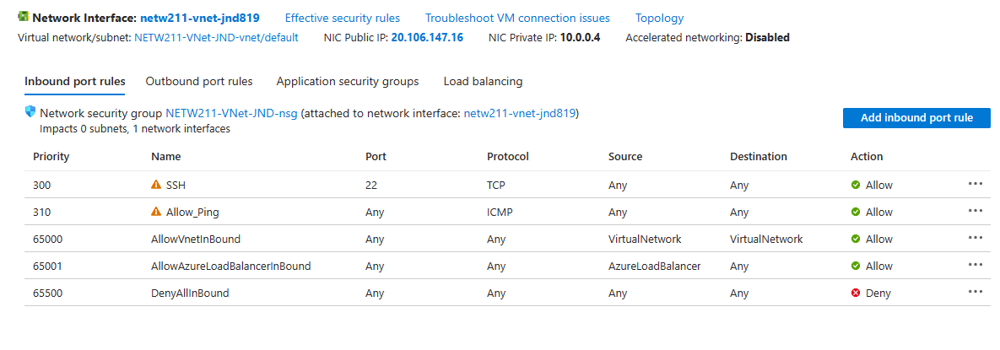 Network Interface: netw211-vnet-jnd819 Effective security rules Troubleshoot VM connection issues Topology
Virtual network/subnet: NETW211-VNet-JND-vnet/default NIC Public IP: 20.106.147.16 NIC Private IP: 10.0.0.4 Accelerated networking: Disabled
Inbound port rules Outbound port rules Application security groups Load balancing
Network security group NETW211-VNet-JND-nsg (attached to network interface: netw211-vnet-jnd819)
Impacts 0 subnets, 1 network interfaces
Add inbound port rule
Priority Name Port Protocol Source Destination Action
300 SSH 22 TCP Any Any Allow ...
310 Allow_Ping Any ICMP Any Any Allow ...
65000 AllowVnetInBound Any Any VirtualNetwork VirtualNetwork Allow ...
65001 AllowAzureLoadBalancerInBound Any Any AzureLoadBalancer Any Allow ...
65500 DenyAllInBound Any Any Any Any Deny ...